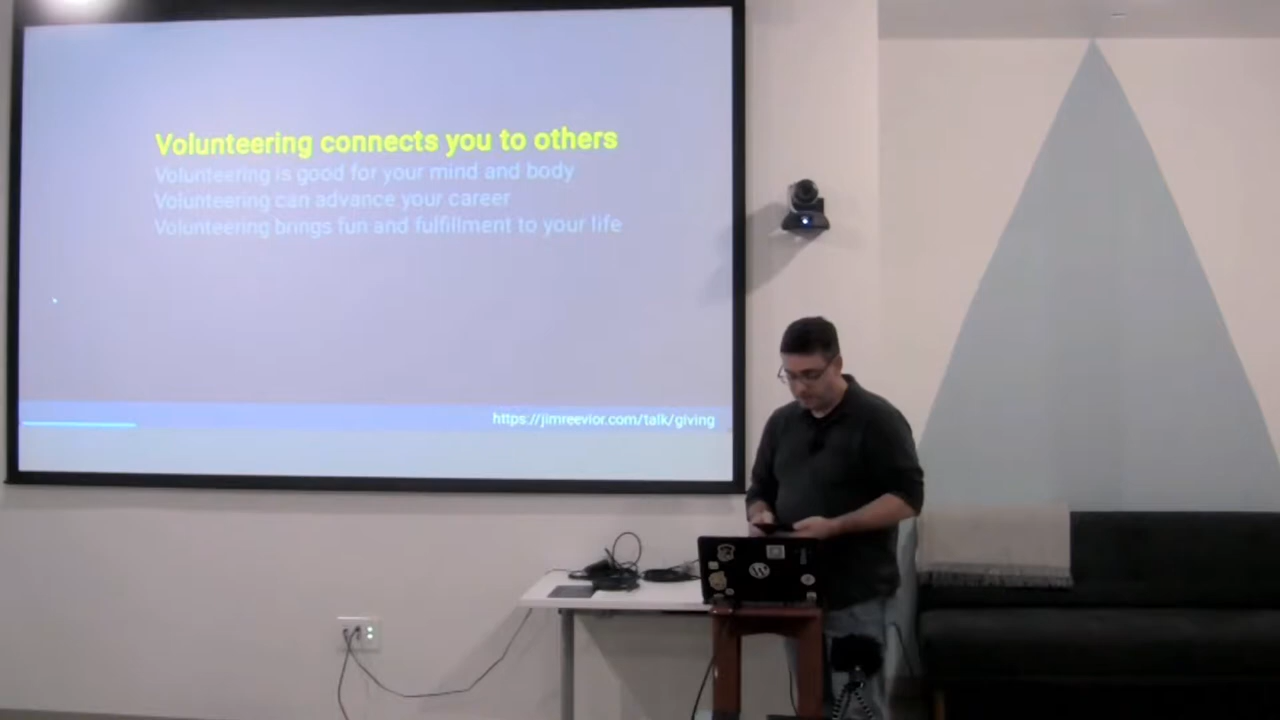 Volunteering connects you to others
Volunteering is good for your mind and body
Volunteering can advance your career
Volunteering brings fun and fulfillment to your life
https://jimreevior.com/talk/giving